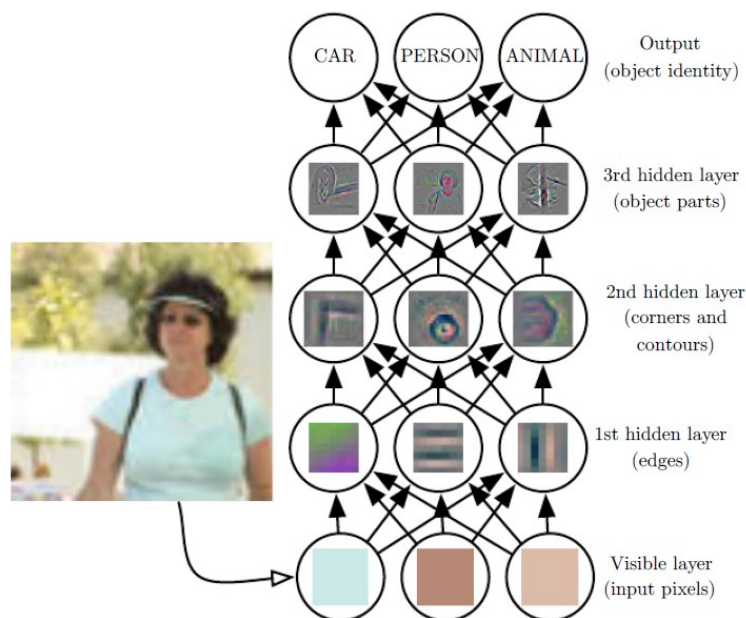 CAR PERSON ANIMAL
Output
(object identity)
3rd hidden layer
(object parts)
2nd hidden layer
(corners and
contours)
1st hidden layer
(edges)
Visible layer
(input pixels)